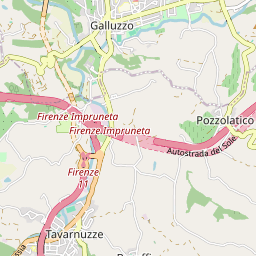 Galluzzo
Firenze Impruneta
Pozzolatico
Firenze Impruneta
Autostrada del Sole
Firenze
11
Tavarnuzze